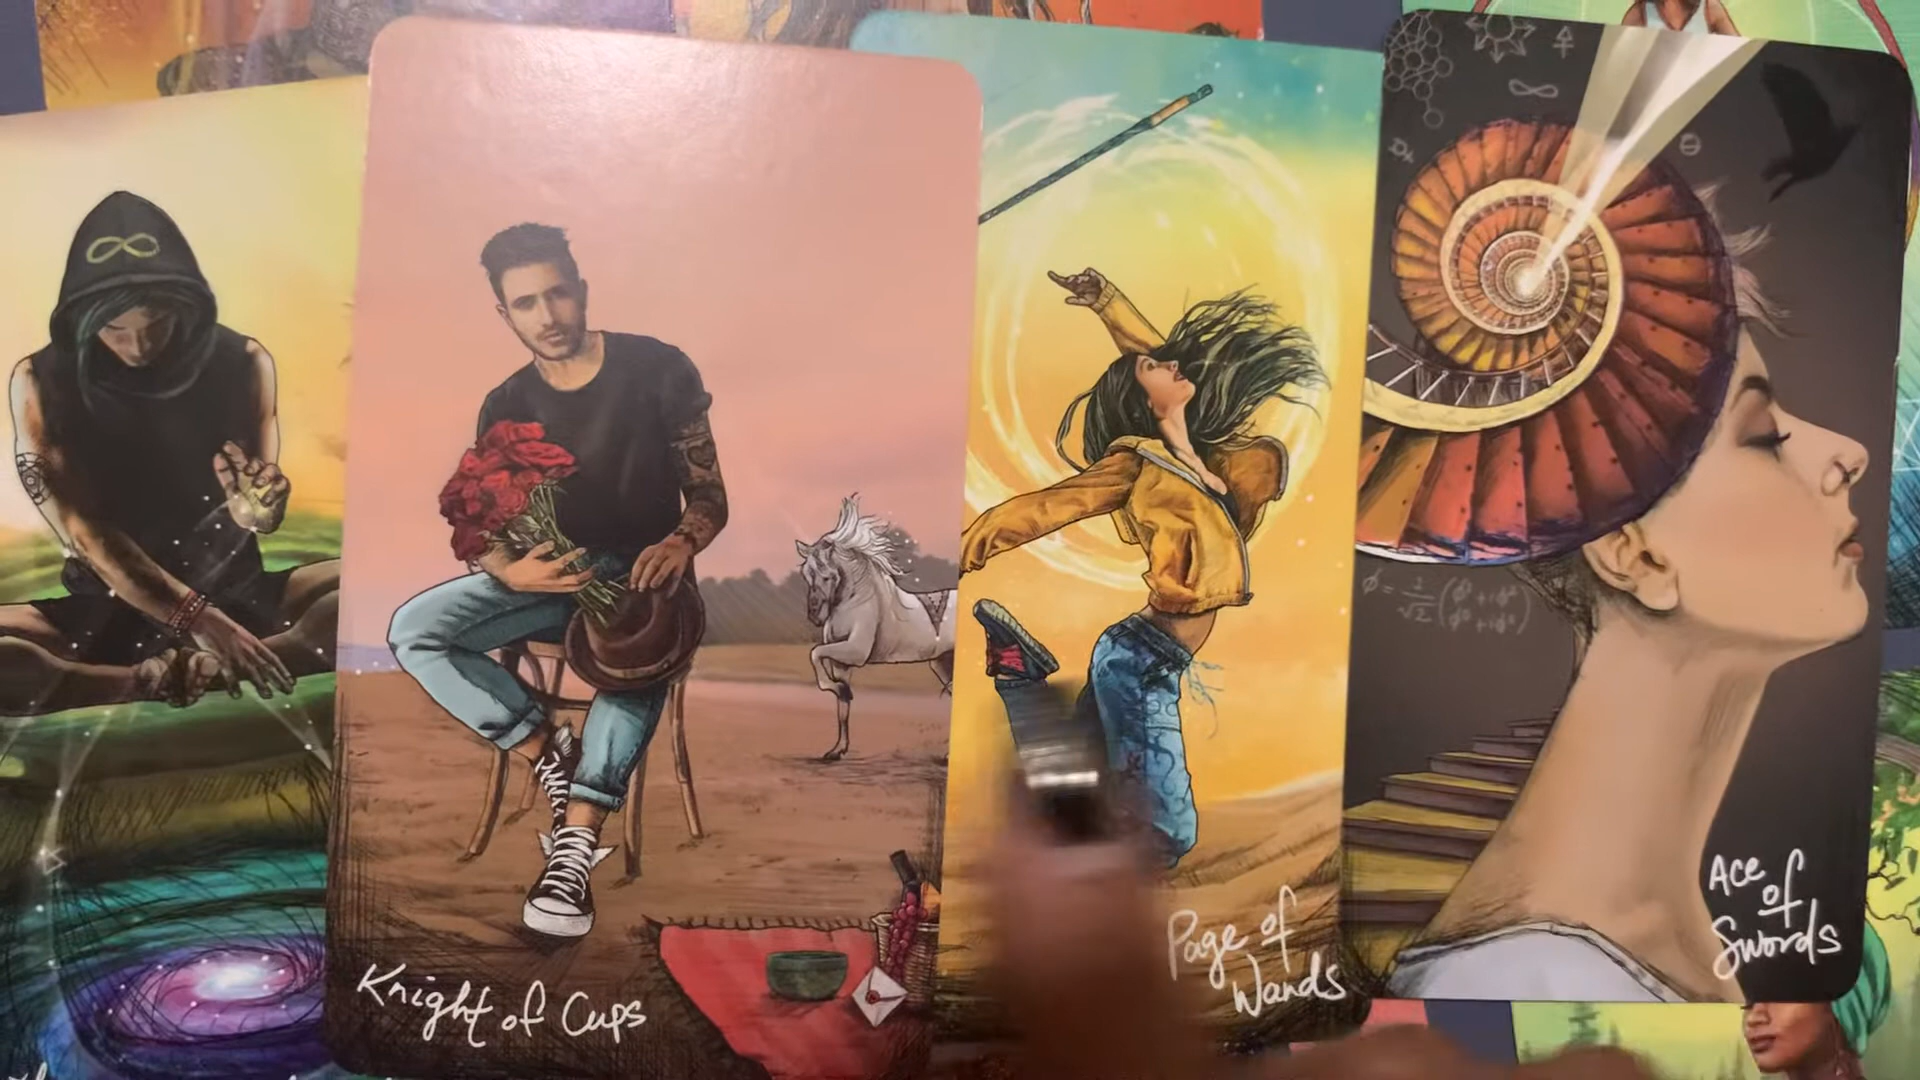 Knight of Cups
Page of
Wands
Ace
of
Swords